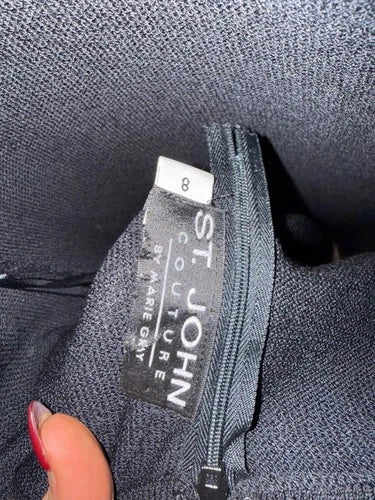 8
ST. JOHN
COUTURE
BY MARIE GRAY